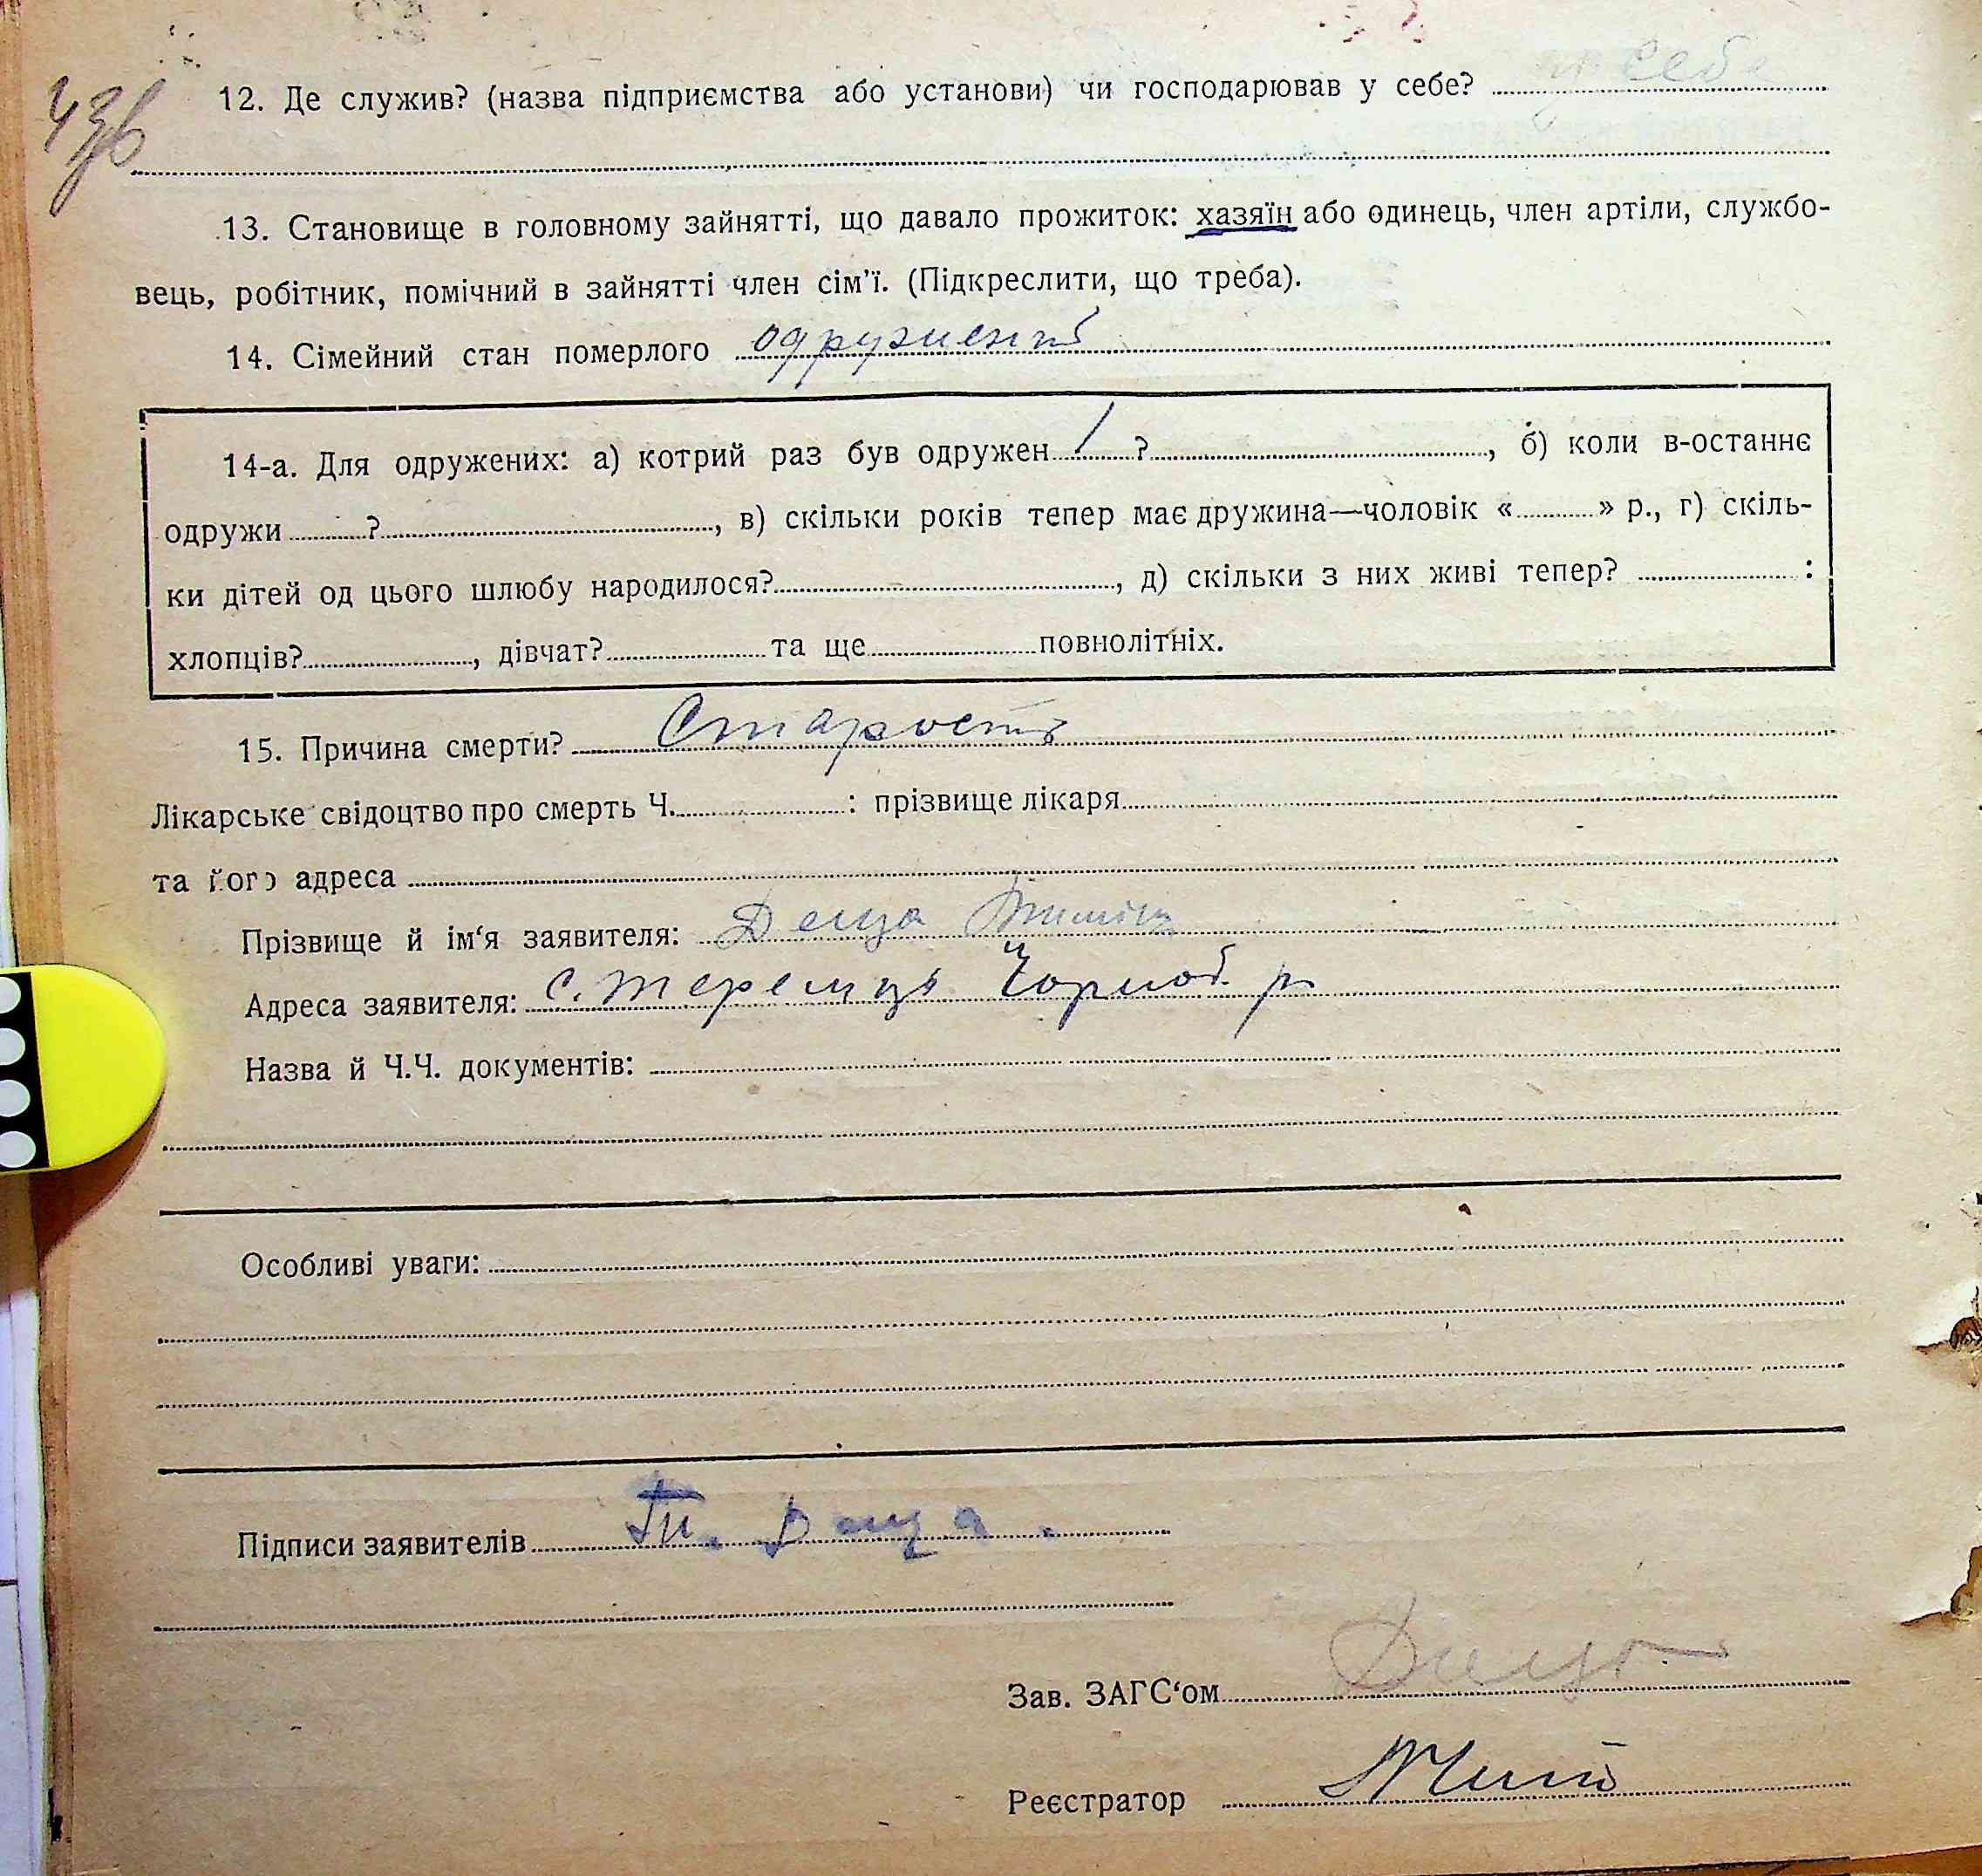 43б
12. Де служив? (назва підприємства або установи) чи господарював у себе? у себе
13. Становище в головному зайнятті, що давало прожиток: хазяїн або одинець, член артіли, службо-
вець, робітник, помічний в зайнятті член сім’ї. (Підкреслити, що треба).
14. Сімейний стан померлого одружений
14-а. Для одружених: а) котрий раз був одружен 1 ?, б) коли в-останнє
одружи ?, в) скільки років тепер має дружина—чоловік « » р., г) скіль-
ки дітей од цього шлюбу народилося?, д) скільки з них живі тепер? :
хлопців?, дівчат? та ще повнолітніх.
15. Причина смерти? Старость
Лікарське свідоцтво про смерть Ч. : прізвище лікаря
та його адреса
Прізвище й ім‘я заявителя: Деща
Адреса заявителя: с. Теремці Чорноб. р
Назва й Ч.Ч. документів:
Особливі уваги:
Підписи заявителів Тт. Деща.
Зав. ЗАГС‘ом
Реєстратор